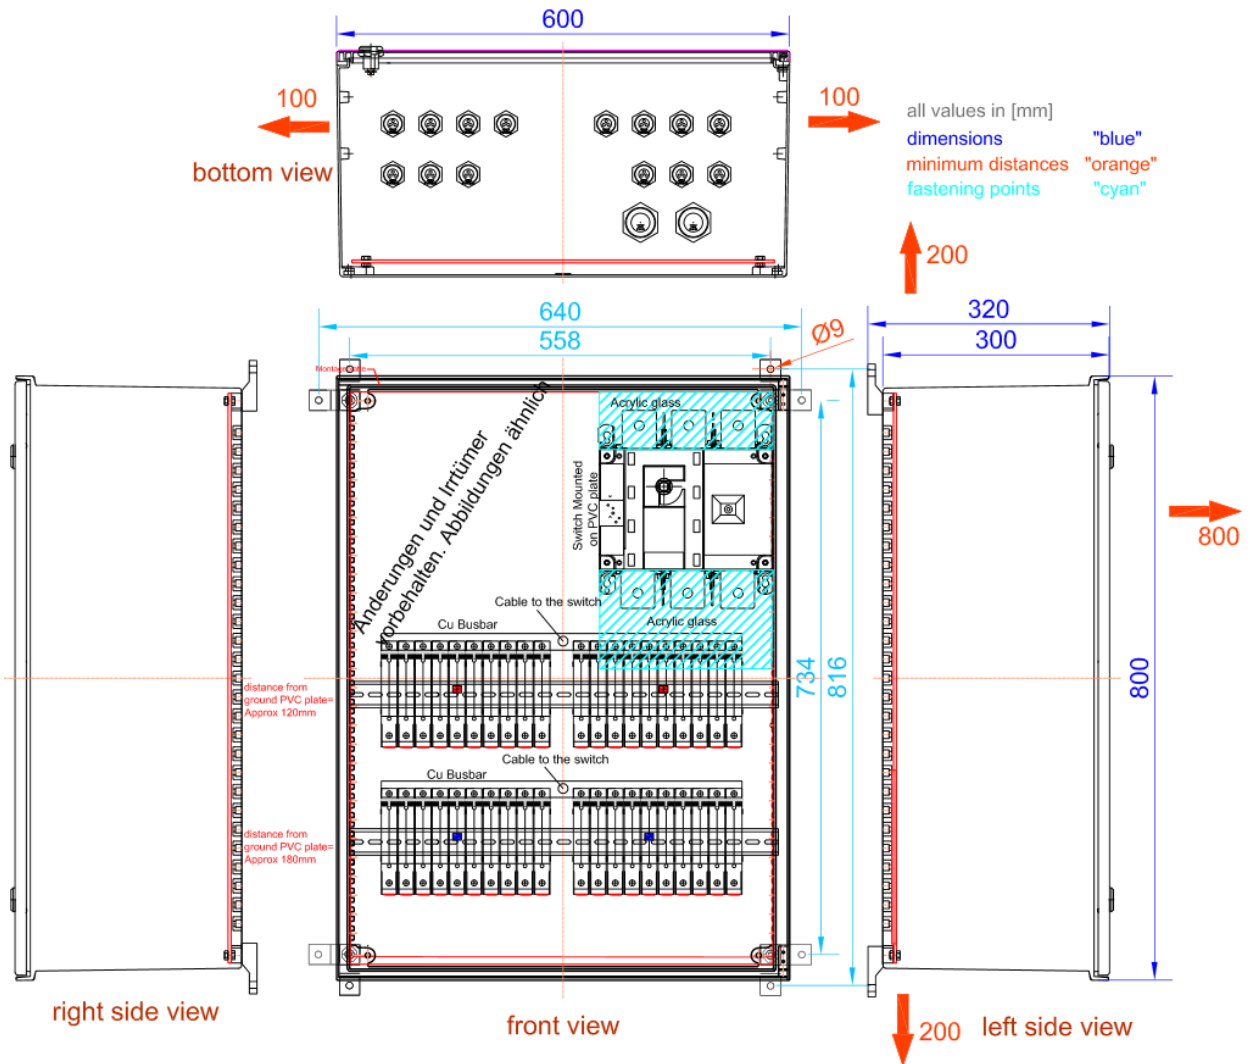 600
100
100
bottom view
all values in [mm]
dimensions "blue"
minimum distances "orange"
fastening points "cyan"
200
640
558
Ø9
320
300
Acrylic glass
Änderungen und Irrtümer
vorbehalten. Abbildungen ähnlich
Switch Mounted
on PVC plate
800
Cable to the switch
Cu Busbar
Acrylic glass
734
816
800
distance from
ground PVC plate=
Approx 120mm
Cable to the switch
Cu Busbar
distance from
ground PVC plate=
Approx 180mm
right side view
front view
200
left side view